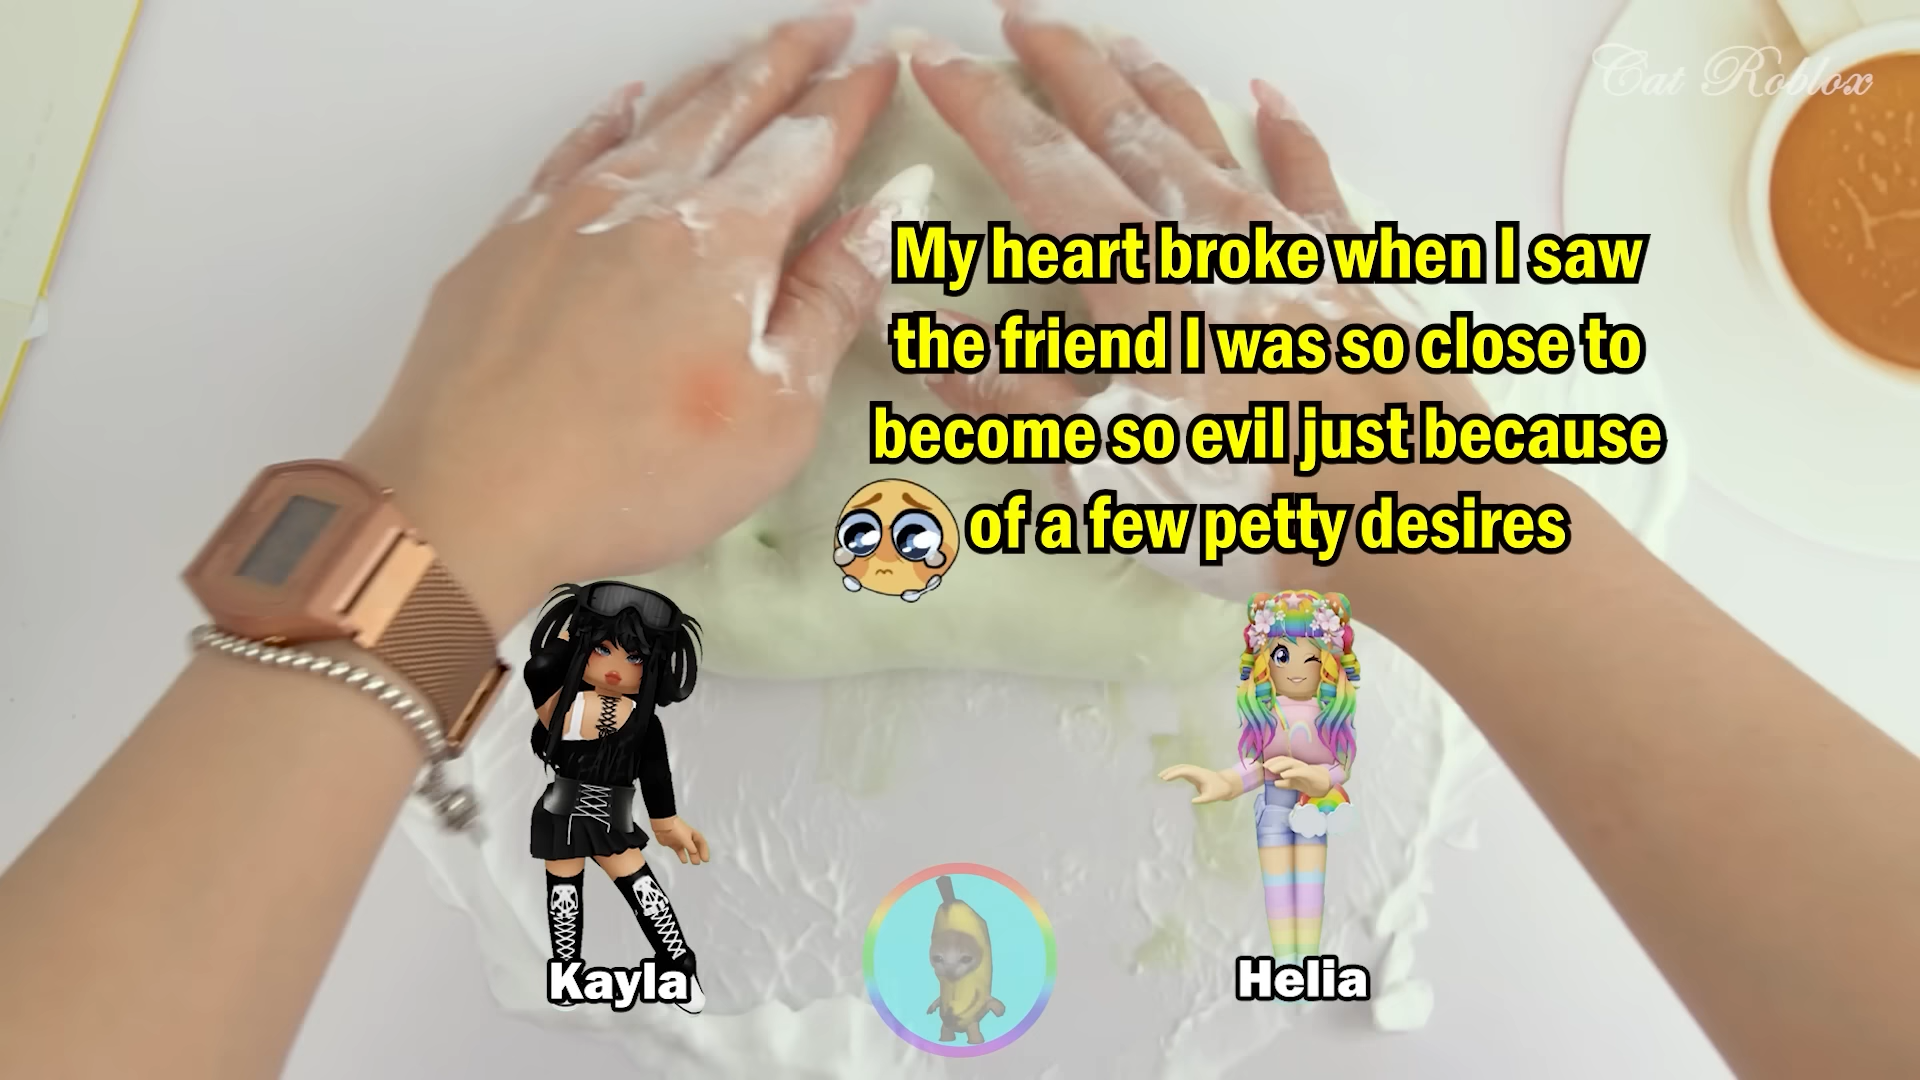 Cat Roblox
My heart broke when I saw
the friend I was so close to
become so evil just because
of a few petty desires
Kayla
Helia